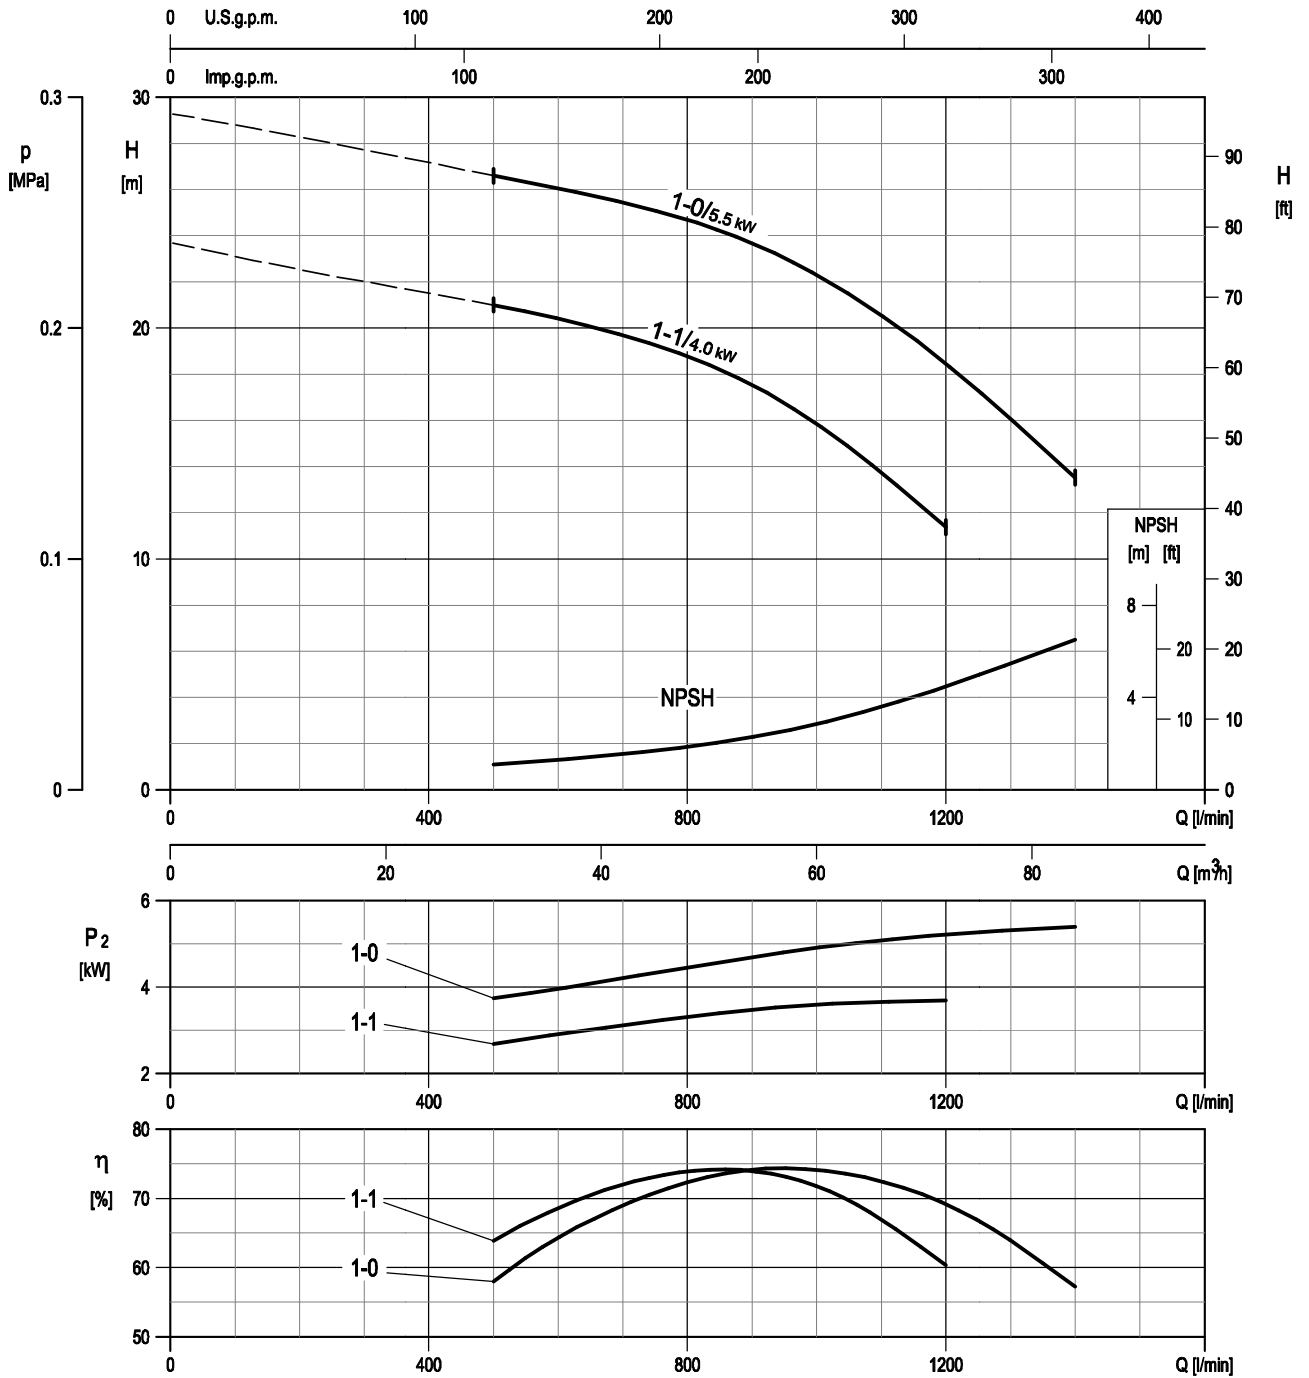 0 U.S.g.p.m. 100 200 300 400
0 Imp.g.p.m. 100 200 300
0.3 30
p H 90
[MPa] [m] H
[ft]
1-0/5.5 kW
80
70
0.2 20
1-1/4.0 kW
60
50
40
NPSH
[m] [ft]
0.1 10
30
8
20 20
NPSH 4
10 10
0 0 0
0 400 800 1200 Q [l/min]
0 20 40 60 80 Q [m³/h]
6
P2
[kW]
1-0
4
1-1
2
0 400 800 1200 Q [l/min]
80
η
[%]
1-1
70
1-0
60
50
0 400 800 1200 Q [l/min]